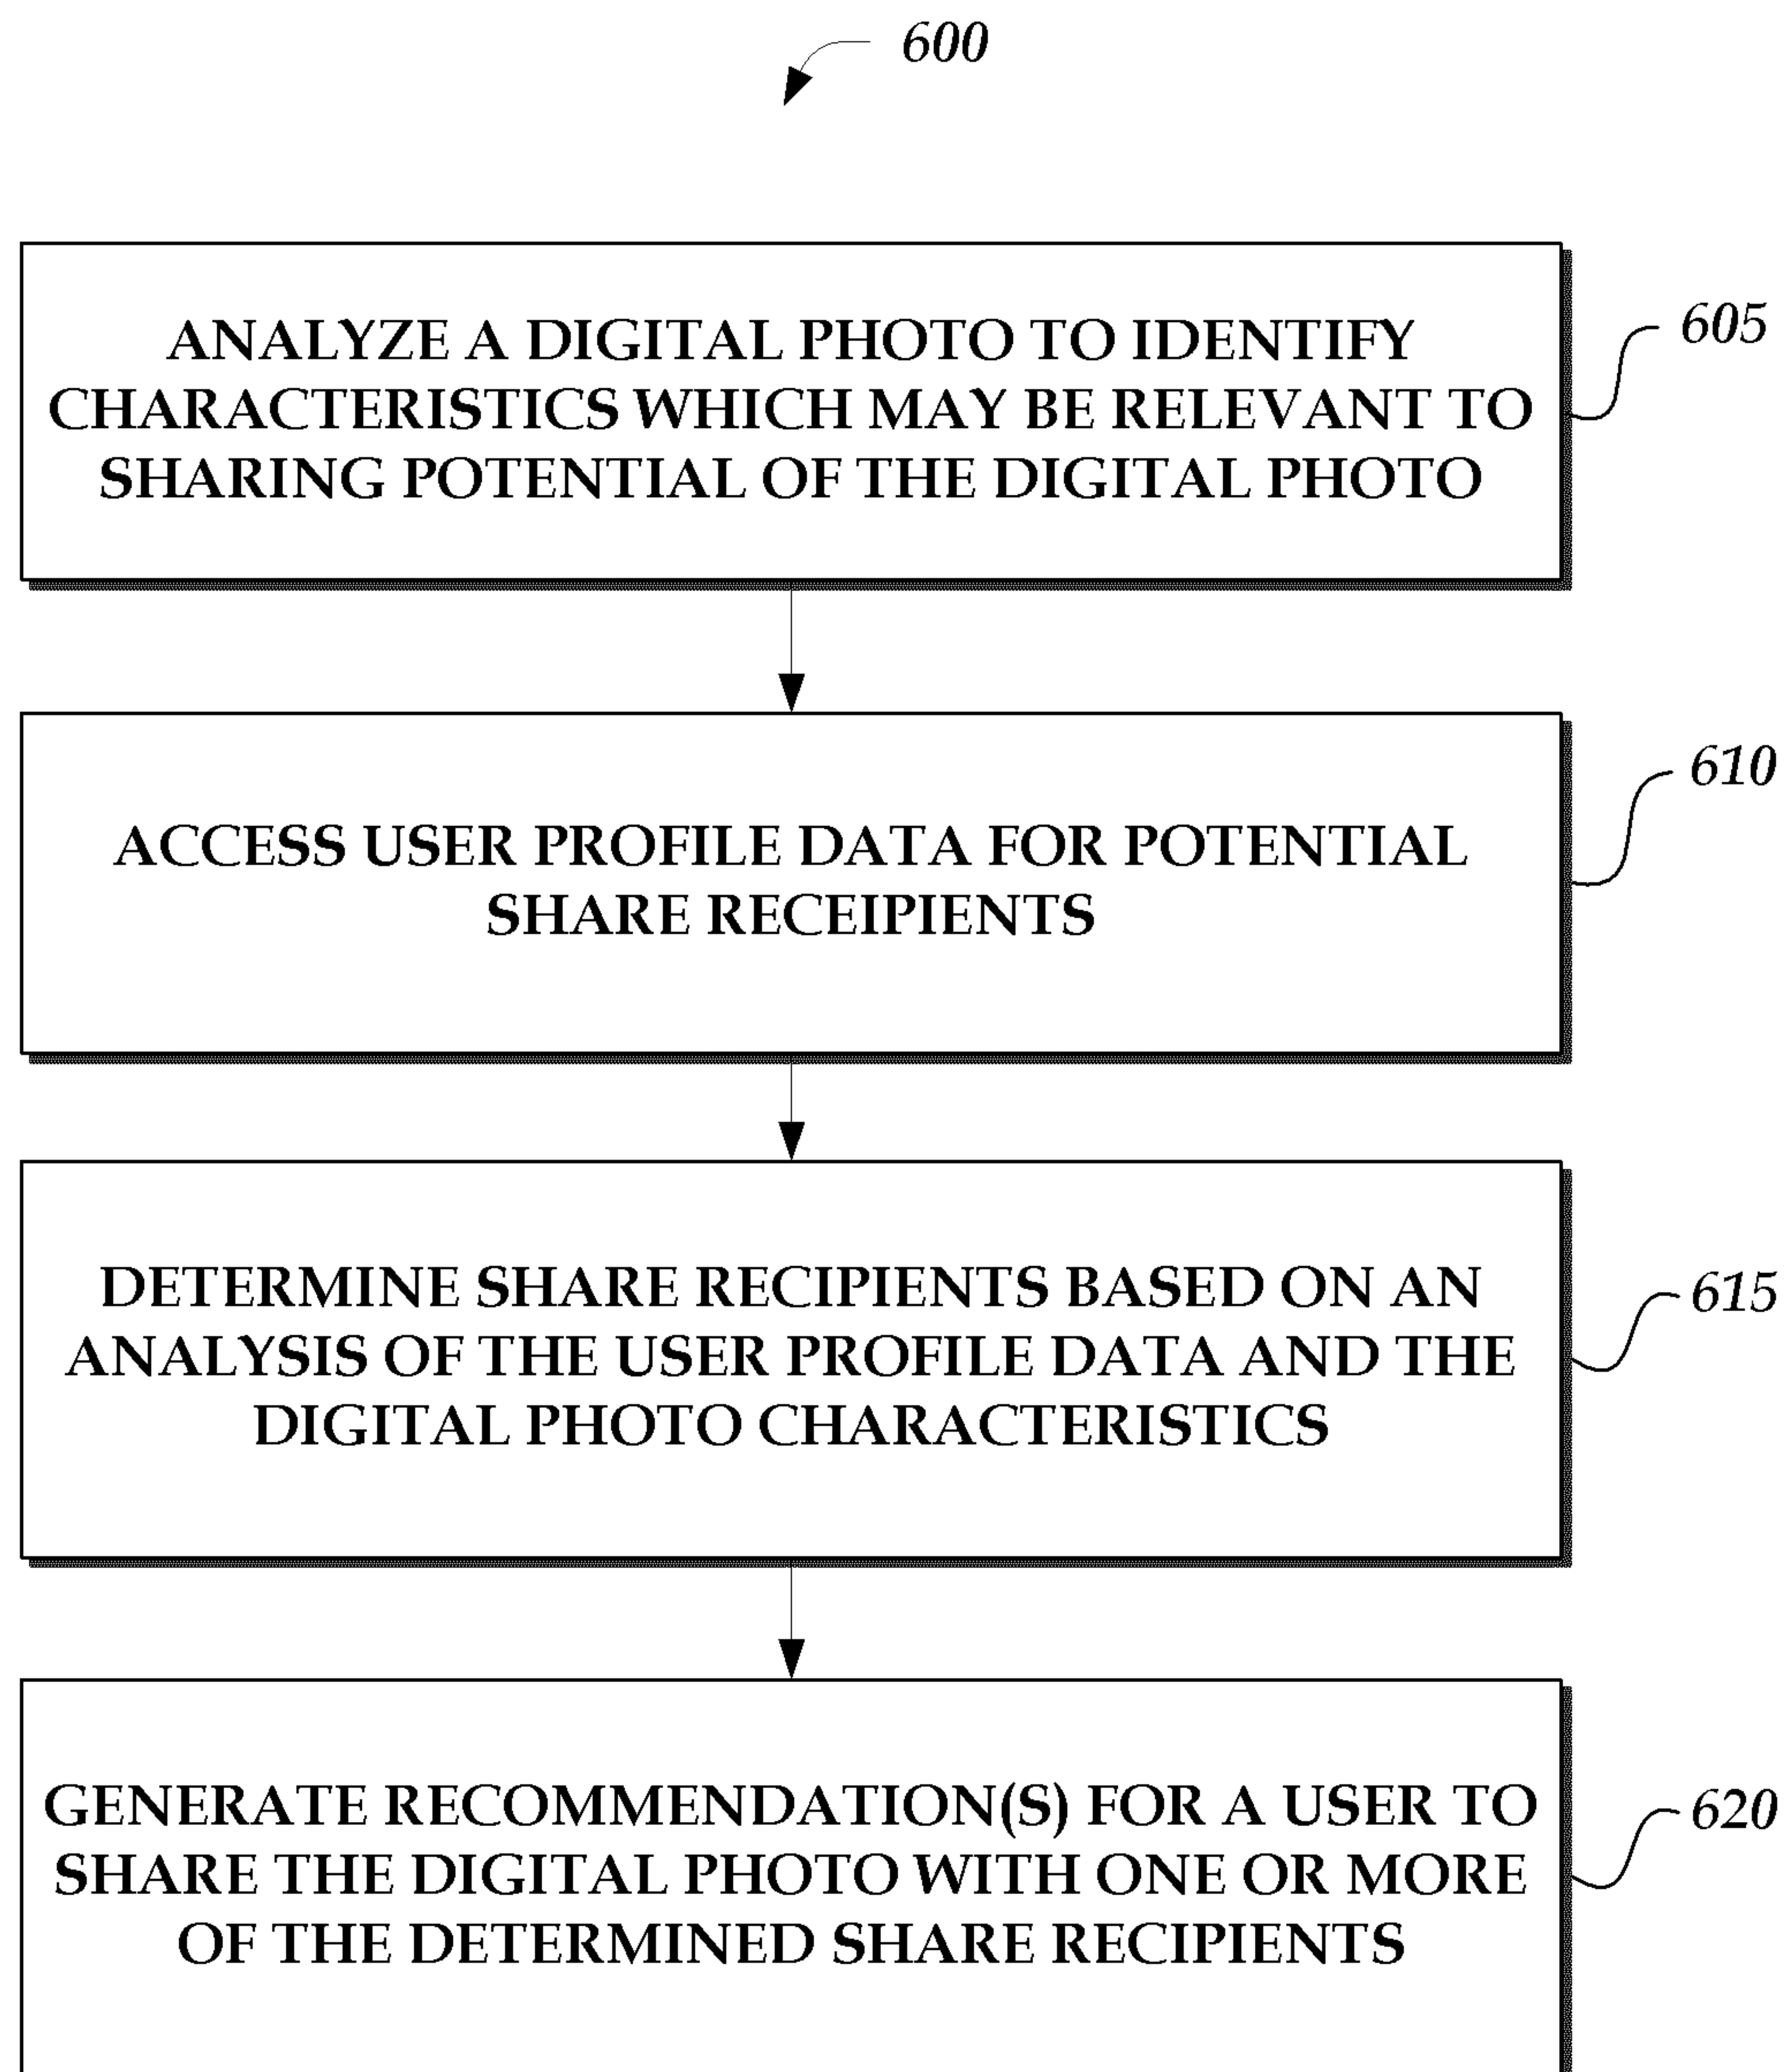 600
ANALYZE A DIGITAL PHOTO TO IDENTIFY
CHARACTERISTICS WHICH MAY BE RELEVANT TO
SHARING POTENTIAL OF THE DIGITAL PHOTO
605
ACCESS USER PROFILE DATA FOR POTENTIAL
SHARE RECEIPIENTS
610
DETERMINE SHARE RECIPIENTS BASED ON AN
ANALYSIS OF THE USER PROFILE DATA AND THE
DIGITAL PHOTO CHARACTERISTICS
615
GENERATE RECOMMENDATION(S) FOR A USER TO
SHARE THE DIGITAL PHOTO WITH ONE OR MORE
OF THE DETERMINED SHARE RECIPIENTS
620